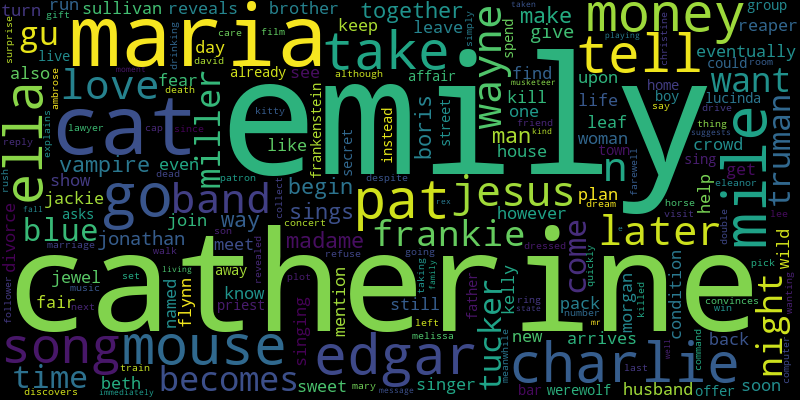 turn
gift
surprise
run
sullivan
reveals
brother
together
keep
leave
wayne
make
give
spend
money
group
christine
reaper
gu
maria
day
david
care
film
drinking
take
tell
eventually
already
see
although
affair
find
musketeer
upon
could
room
live
also
love
fear
death
miller
emily
simply
kill
home
playing
taken
want
ella
ambrose
cat
lawyer
cap
since
like
frankenstein
instead
boris
street
one
man
kind
life
boy
say
lucinda
drive
thing
suggests
truman
explains
reply
vampire
even
kitty
secret
house
woman
leaf
town
crowd
sing
mile
rush
show
dead
patron
despite
friend
n
plan
dream
farewell
get
eleanor
jackie
go
band
begin
collect
pat
jesus
horse
visit
help
asks
join
way
sings
rex
however
later
double
blue
son
concert
frankie
come
dressed
e
lee
divorce
fall
marriage
jonathan
meet
madame
refuse
going
wild
walk
revealed
father
quickly
condition
pick
catherine
jewel
set
living
away
plot
still
taking
family
kelly
ring
state
pack
number
mr
morgan
killed
convinces
win
wanting
night
follower
fair
music
next
named
flynn
know
priest
mention
left
tucker
new
arrives
command
back
song
mouse
singing
melissa
edgar
meanwhile
charlie
last
well
computer
time
train
becomes
sweet
mary
singer
message
bar
werewolf
husband
offer
soon
discovers
beth
immediately